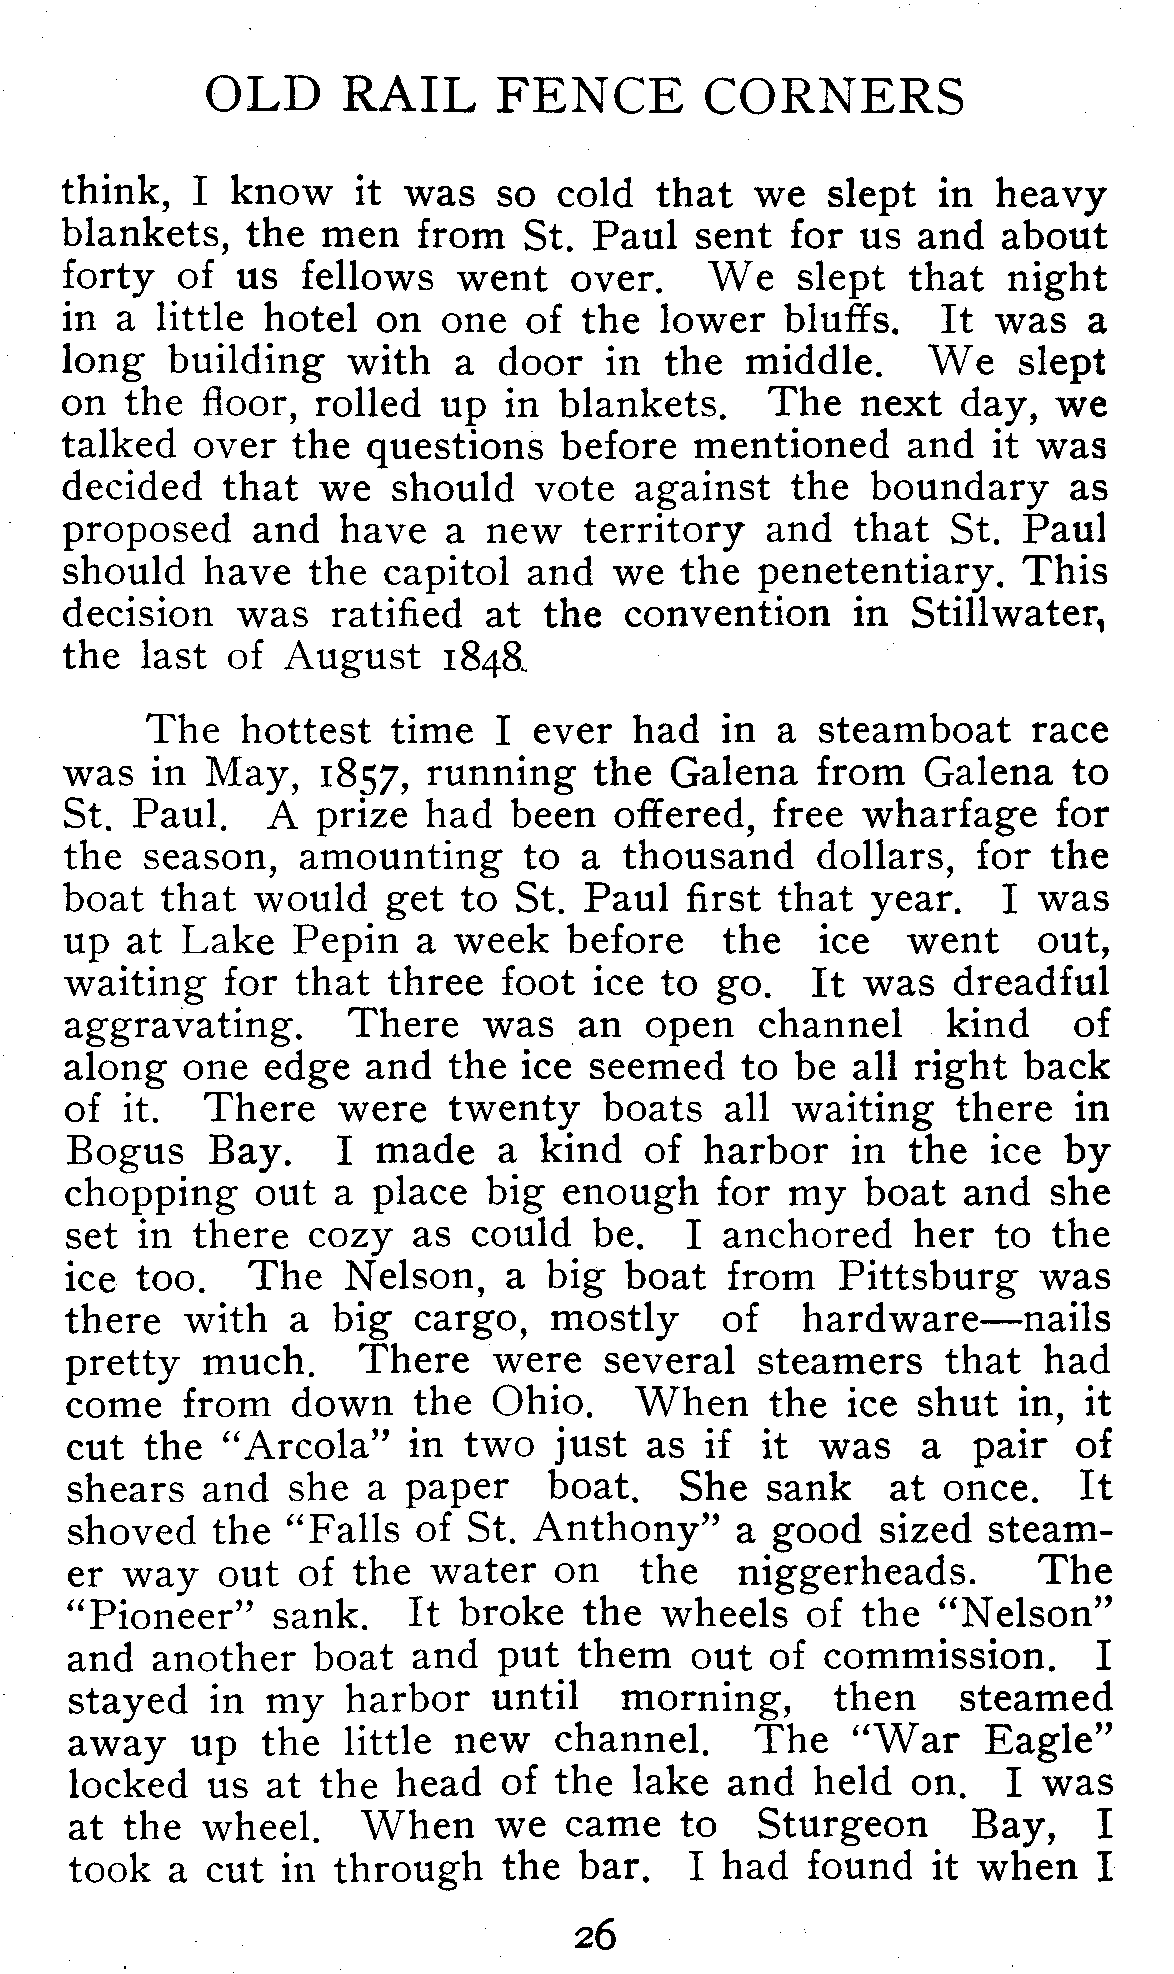 OLD RAIL FENCE CORNERS
think, I know it was so cold that we slept in heavy
blankets, the men from St. Paul sent for us and about
forty of us fellows went over. We slept that night
in a little hotel on one of the lower bluffs. It was a
long building with a door in the middle. We slept
on the floor, rolled up in blankets. The next day, we
talked over the questions before mentioned and it was
decided that we should vote against the boundary as
proposed and have a new territory and that St. Paul
should have the capitol and we the penetentiary. This
decision was ratified at the convention in Stillwater,
the last of August 1848.
The hottest time I ever had in a steamboat race
was in May, 1857, running the Galena from Galena to
St. Paul. A prize had been offered, free wharfage for
the season, amounting to a thousand dollars, for the
boat that would get to St. Paul first that year. I was
up at Lake Pepin a week before the ice went out,
waiting for that three foot ice to go. It was dreadful
aggravating. There was an open channel kind of
along one edge and the ice seemed to be all right back
of it. There were twenty boats all waiting there in
Bogus Bay. I made a kind of harbor in the ice by
chopping out a place big enough for my boat and she
set in there cozy as could be. I anchored her to the
ice too. The Nelson, a big boat from Pittsburg was
there with a big cargo, mostly of hardware—nails
pretty much. There were several steamers that had
come from down the Ohio. When the ice shut in, it
cut the “Arcola” in two just as if it was a pair of
shears and she a paper boat. She sank at once. It
shoved the “Falls of St. Anthony” a good sized steam-
er way out of the water on the niggerheads. The
“Pioneer” sank. It broke the wheels of the “Nelson”
and another boat and put them out of commission. I
stayed in my harbor until morning, then steamed
away up the little new channel. The “War Eagle”
locked us at the head of the lake and held on. I was
at the wheel. When we came to Sturgeon Bay, I
took a cut in through the bar. I had found it when I
26